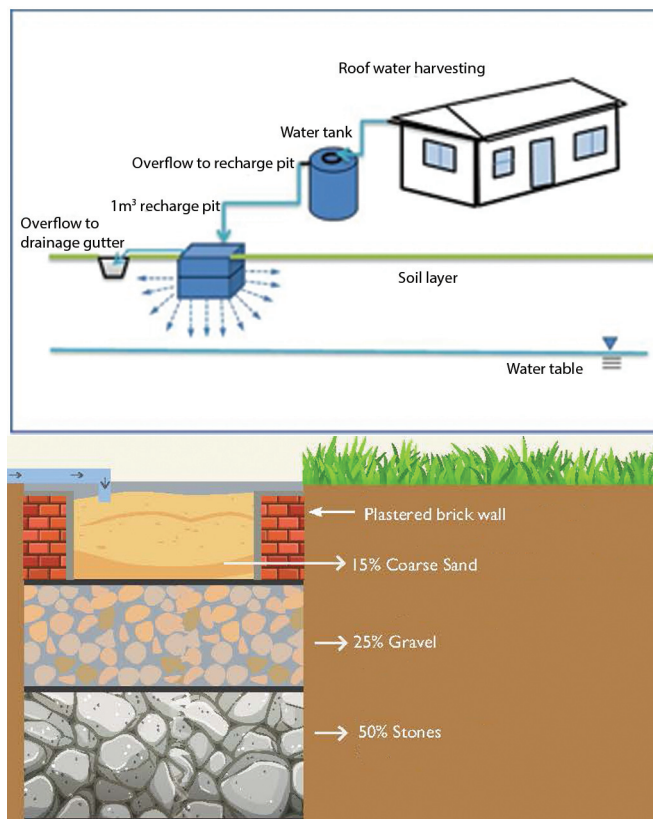 Roof water harvesting
Water tank
Overflow to recharge pit
1m³ recharge pit
Overflow to
drainage gutter
Soil layer
Water table
Plastered brick wall
15% Coarse Sand
25% Gravel
50% Stones